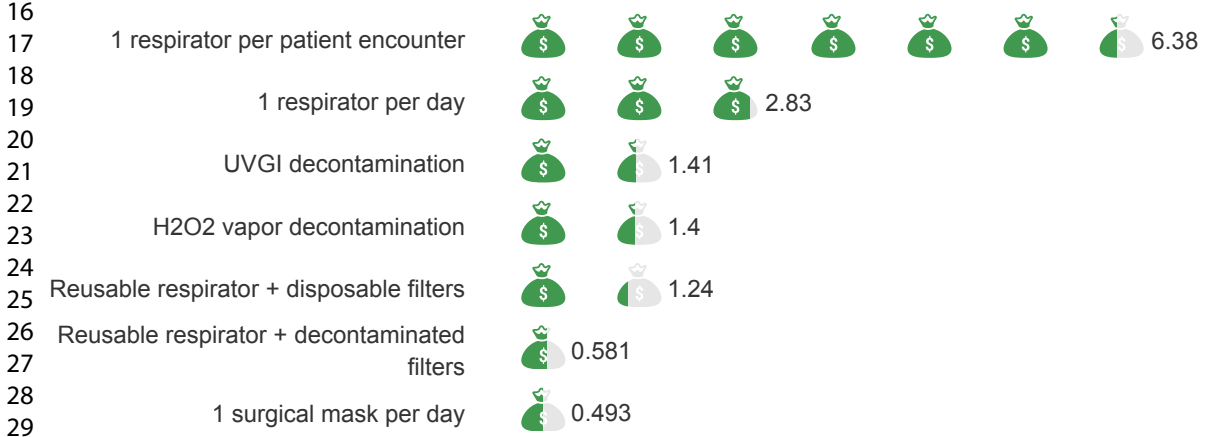 16
17 1 respirator per patient encounter $ $ $ $ $ $ $ 6.38
18
19 1 respirator per day $ $ $ 2.83
20
21 UVGI decontamination $ $ 1.41
22
23 H2O2 vapor decontamination $ $ 1.4
24
25 Reusable respirator + disposable filters $ $ 1.24
26 Reusable respirator + decontaminated
27 filters $ 0.581
28
29 1 surgical mask per day $ 0.493